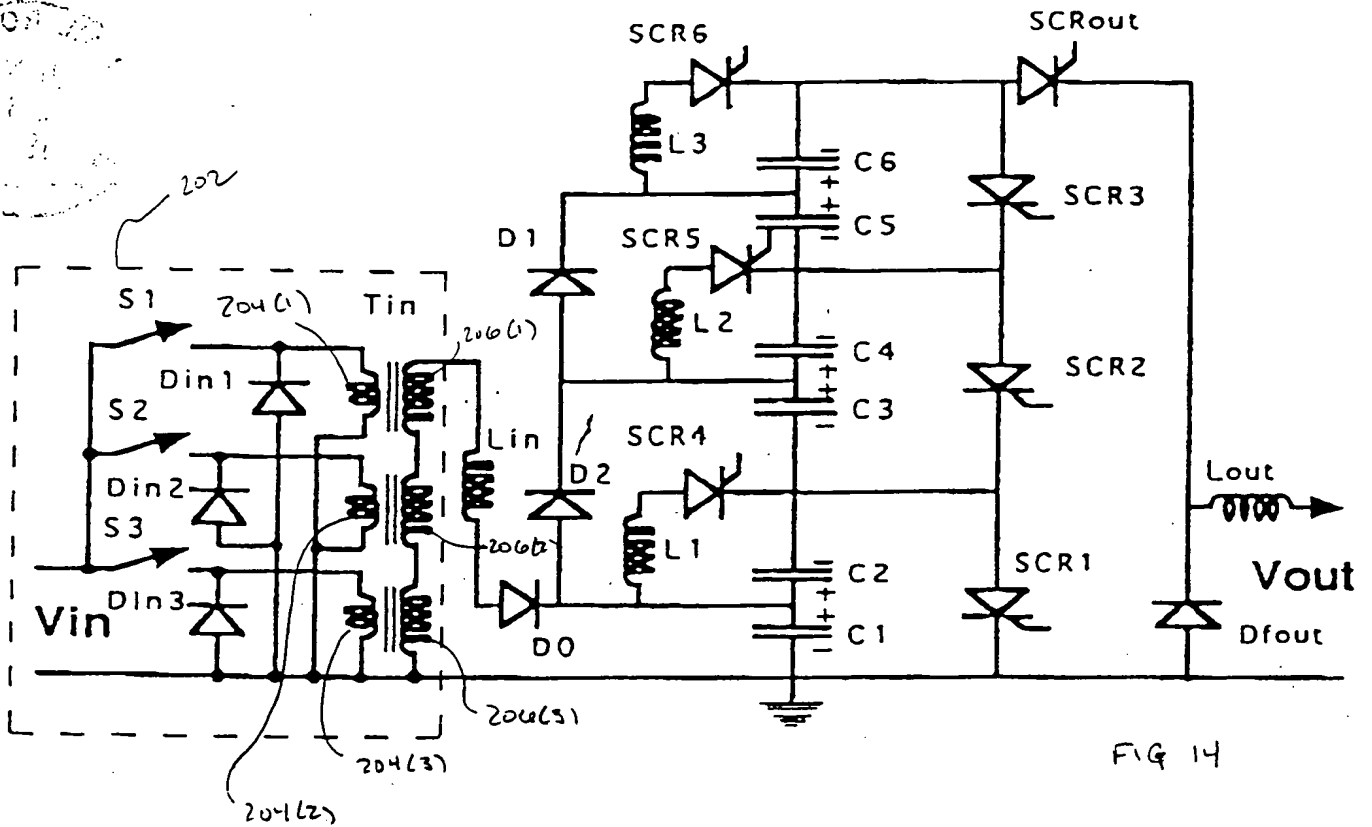 SCR6
SCRout
L3
- C6
+
SCR3
202
+
C5
-
D1
SCR5
S1
204(1)
Tin
206(1)
L2
- C4
+
SCR2
Din1
S2
+
C3
-
Lin
SCR4
D2
Lout
Din2
S3
206(2)
L1
- C2
+
SCR1
Vout
Din3
Vin
+
C1
-
D0
Dfout
206(3)
204(3)
204(2)
FIG 14